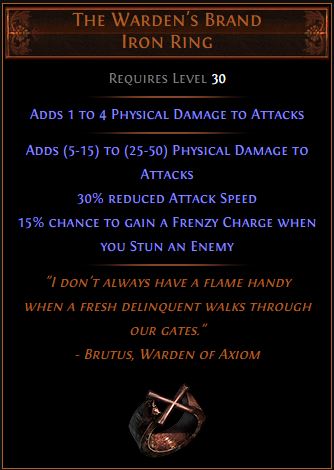 The Warden's Brand
Iron Ring
Requires Level 30
Adds 1 to 4 Physical Damage to Attacks
Adds (5-15) to (25-50) Physical Damage to
Attacks
30% reduced Attack Speed
15% chance to gain a Frenzy Charge when
you Stun an Enemy
"I don't always have a flame handy
when a fresh delinquent walks through
our gates."
- Brutus, Warden of Axiom